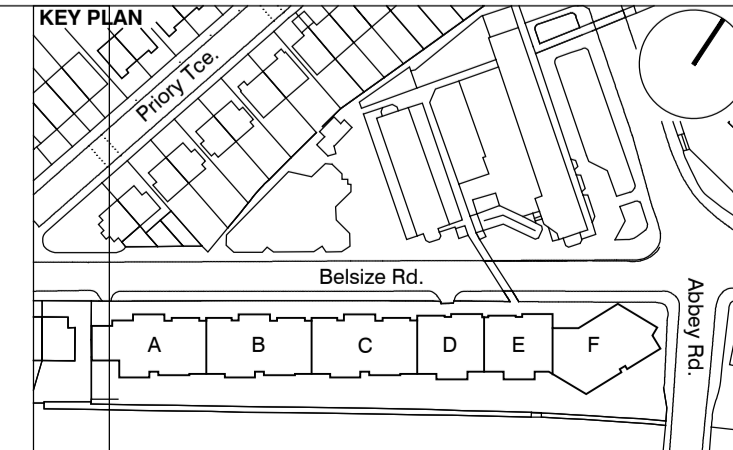 KEY PLAN
Priory Tce.
Belsize Rd.
Abbey Rd.
A B C D E F